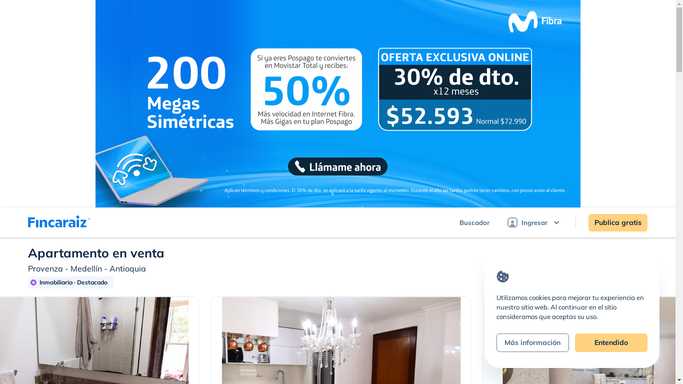 Fibra
200
Megas
Simétricas
Si ya eres Pospago te conviertes
en Movistar Total y recibes.
50%
Más velocidad en Internet Fibra.
Más Gigas en tu plan Pospago
OFERTA EXCLUSIVA ONLINE
30% de dto.
x12 meses
$52.593 Normal $72.990
Llámame ahora
Fincaraiz
Buscador
Ingresar
Publica gratis
Apartamento en venta
Provenza - Medellín - Antioquia
Inmobiliaria · Destacado
Utilizamos cookies para mejorar tu experiencia en
nuestro sitio web. Al continuar en el sitio
consideramos que aceptas su uso.
Más información
Entendido